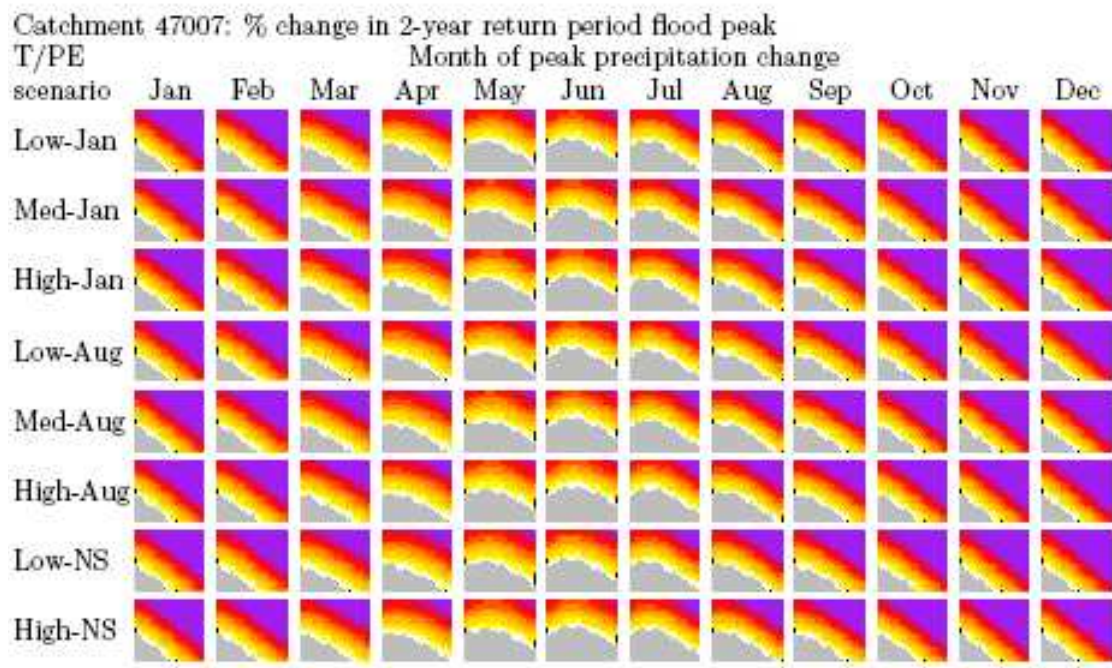 Catchment 47007: % change in 2-year return period flood peak
T/PE Month of peak precipitation change
scenario Jan Feb Mar Apr May Jun Jul Aug Sep Oct Nov Dec
Low-Jan
Med-Jan
High-Jan
Low-Aug
Med-Aug
High-Aug
Low-NS
High-NS